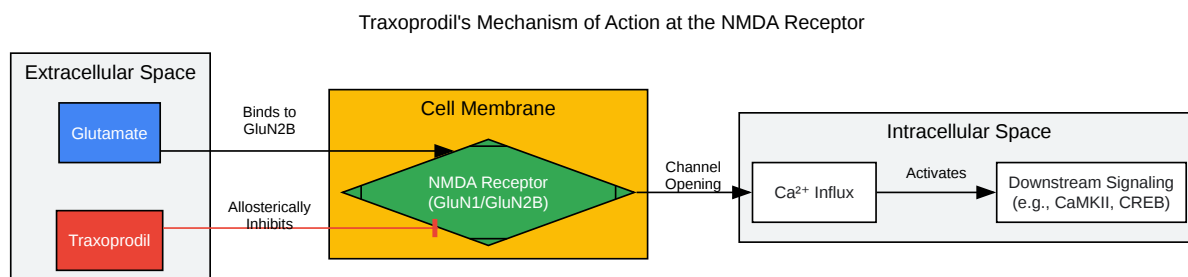 Traxoprodil's Mechanism of Action at the NMDA Receptor
Extracellular Space
Glutamate
Traxoprodil
Binds to
GluN2B
Allosterically
Inhibits
Cell Membrane
NMDA Receptor
(GluN1/GluN2B)
Channel
Opening
Intracellular Space
Ca²⁺ Influx
Activates
Downstream Signaling
(e.g., CaMKII, CREB)